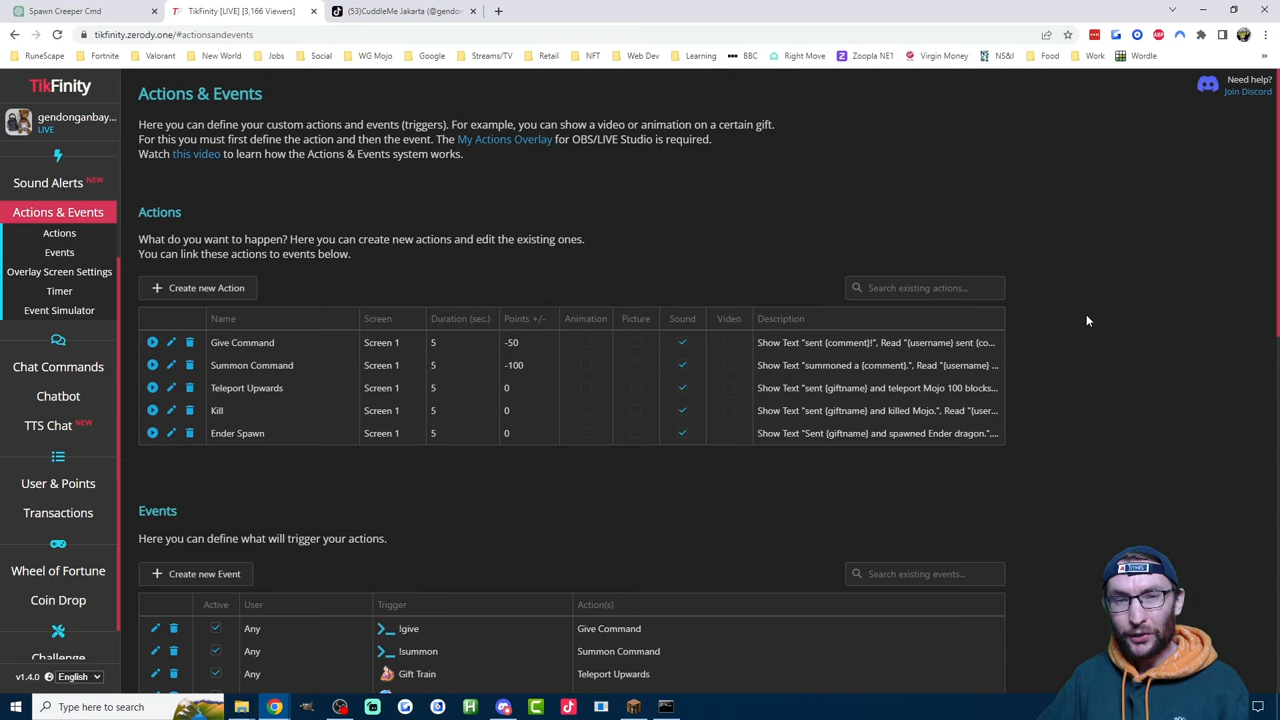 Spawn Creeper Cmd
TikFinity [LIVE] [3,166 Viewers]
(53)CuddleMe Jakarta (@gendon
tikfinity.zerody.one/#actionsandevents
RuneScape Fortnite Valorant New World Jobs Social WG Mojo Google Streams/TV Retail NFT Web Dev Learning BBC Right Move Zoopla NE1 Virgin Money NS&I Food Work Wordle »
TikFinity
gendonganbay...
LIVE
Sound Alerts NEW
Actions & Events
Actions
Events
Overlay Screen Settings
Timer
Event Simulator
Chat Commands
Chatbot
TTS Chat NEW
User & Points
Transactions
Wheel of Fortune
Coin Drop
Challenge
v1.4.0 English
Need help?
Join Discord
Actions & Events
Here you can define your custom actions and events (triggers). For example, you can show a video or animation on a certain gift.
For this you must first define the action and then the event. The My Actions Overlay for OBS/LIVE Studio is required.
Watch this video to learn how the Actions & Events system works.
Actions
What do you want to happen? Here you can create new actions and edit the existing ones.
You can link these actions to events below.
+ Create new Action
Search existing actions...
Name Screen Duration (sec.) Points +/- Animation Picture Sound Video Description
Give Command Screen 1 5 -50 Show Text "sent {comment}!", Read "{username} sent {co...
Summon Command Screen 1 5 -100 Show Text "summoned a {comment}.", Read "{username} ...
Teleport Upwards Screen 1 5 0 Show Text "sent {giftname} and teleport Mojo 100 blocks...
Kill Screen 1 5 0 Show Text "sent {giftname} and killed Mojo.", Read "{user...
Ender Spawn Screen 1 5 0 Show Text "Sent {giftname} and spawned Ender dragon.",...
Events
Here you can define what will trigger your actions.
+ Create new Event
Search existing events...
Active User Trigger Action(s)
Any !give Give Command
Any !summon Summon Command
Any Gift Train Teleport Upwards
Type here to search